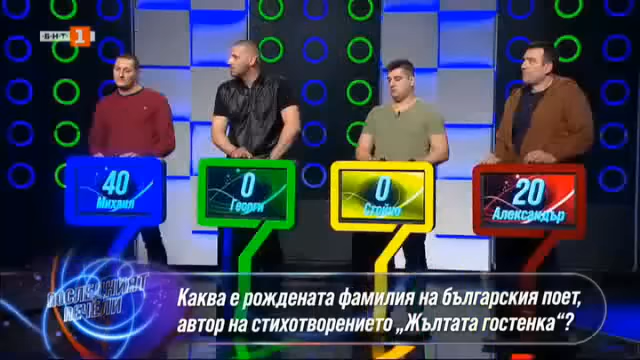 БНТ 1
40
Михаил
0
Георги
0
Стойчо
20
Александър
ПОСЛЕДНИЯТ
ПЕЧЕЛИ
Каква е рождената фамилия на българския поет,
автор на стихотворението „Жълтата гостенка“?